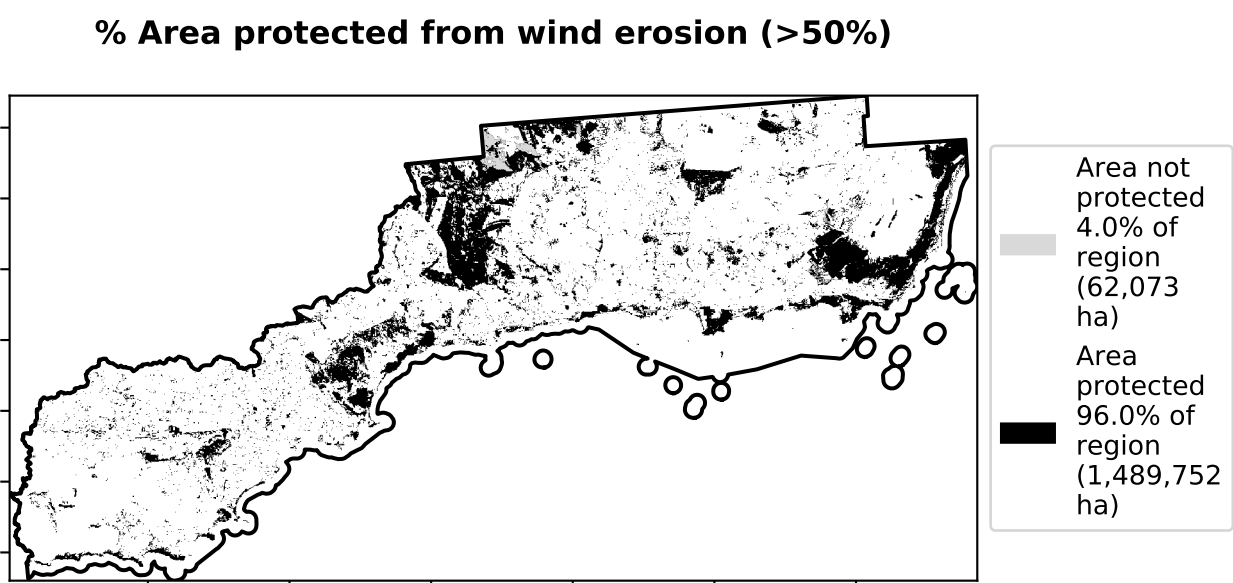 % Area protected from wind erosion (>50%)
Area not
protected
4.0% of
region
(62,073
ha)
Area
protected
96.0% of
region
(1,489,752
ha)